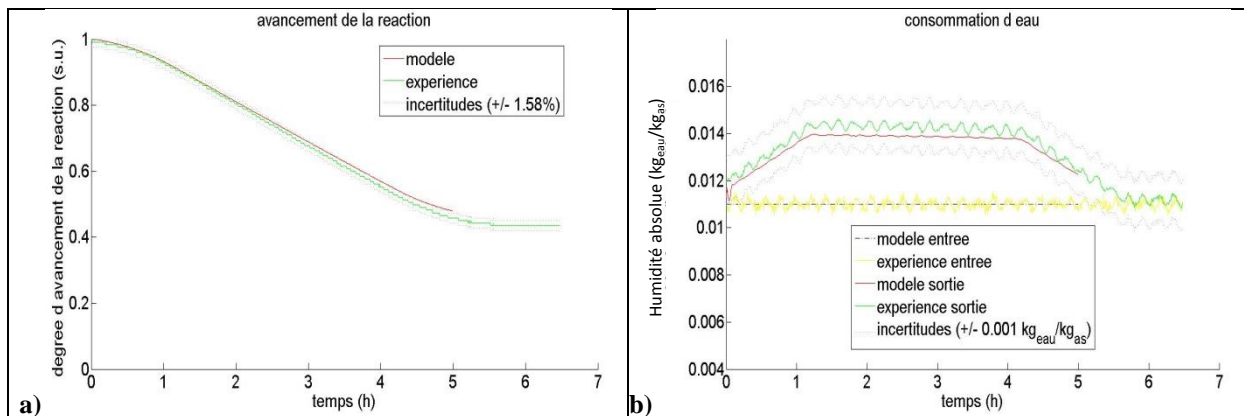 avancement de la reaction
degree d avancement de la reaction (s.u.)
1
0.8
0.6
0.4
0.2
0
modele
experience
incertitudes (+/- 1.58%)
0 1 2 3 4 5 6 7
temps (h)
a)
consommation d eau
Humidité absolue (kgeau/kgas)
0.016
0.014
0.012
0.01
0.008
0.006
0.004
modele entree
experience entree
modele sortie
experience sortie
incertitudes (+/- 0.001 kgeau/kgas)
0 1 2 3 4 5 6 7
temps (h)
b)